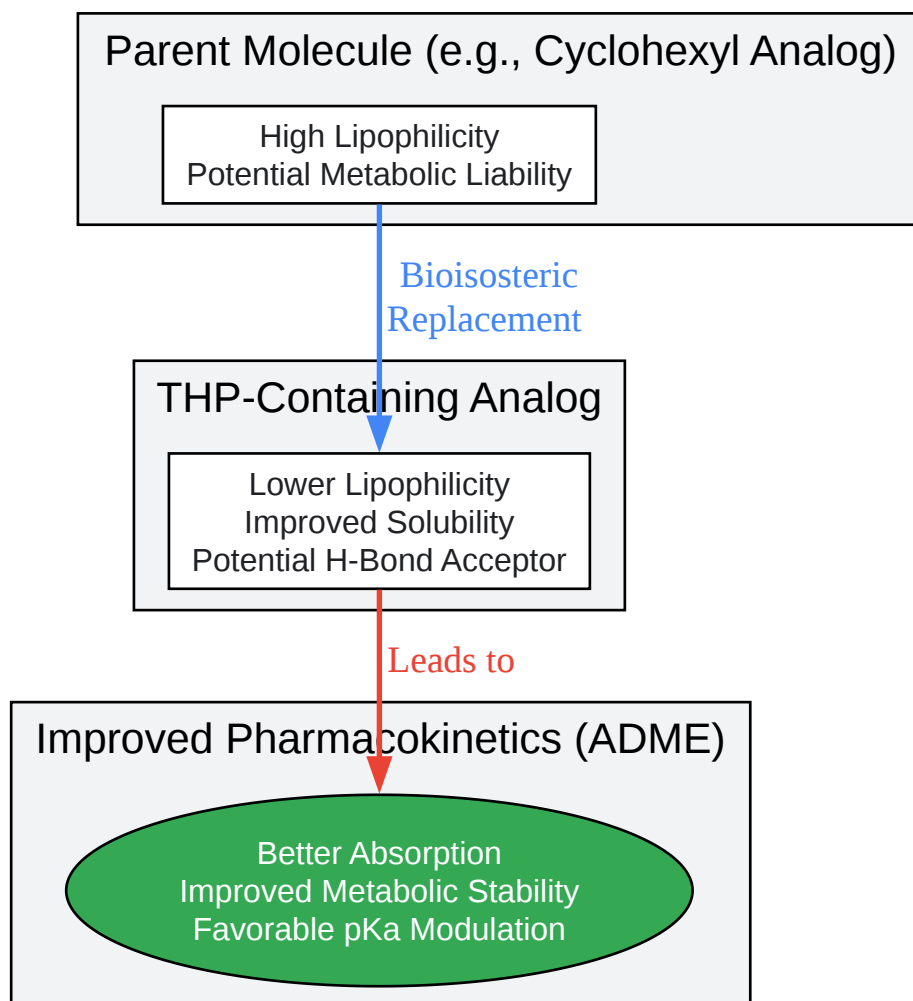 Parent Molecule (e.g., Cyclohexyl Analog)
High Lipophilicity
Potential Metabolic Liability
Bioisosteric
Replacement
THP-Containing Analog
Lower Lipophilicity
Improved Solubility
Potential H-Bond Acceptor
Leads to
Improved Pharmacokinetics (ADME)
Better Absorption
Improved Metabolic Stability
Favorable pKa Modulation